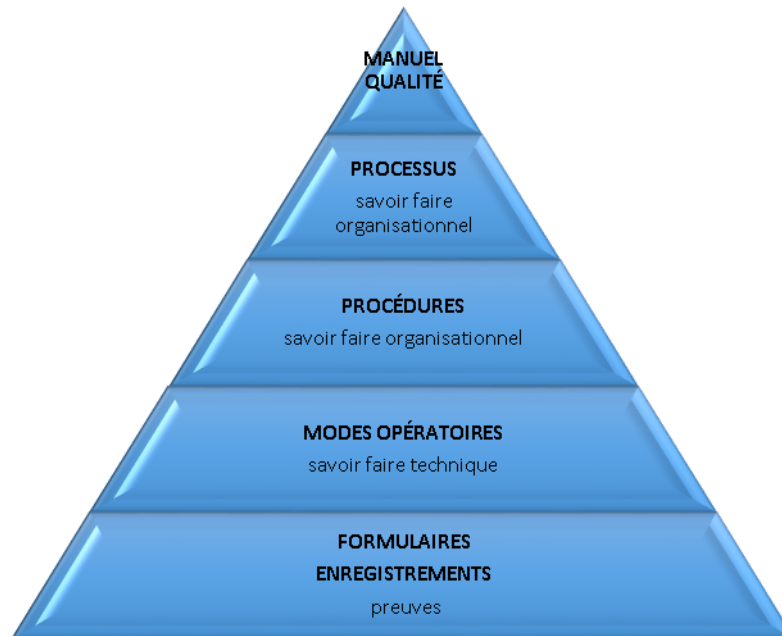 MANUEL
QUALITÉ
PROCESSUS
savoir faire
organisationnel
PROCÉDURES
savoir faire organisationnel
MODES OPÉRATOIRES
savoir faire technique
FORMULAIRES
ENREGISTREMENTS
preuves